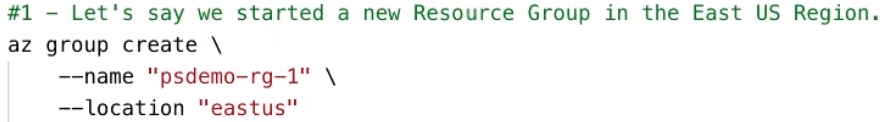 #1 - Let's say we started a new Resource Group in the East US Region.
az group create \
    --name "psdemo-rg-1" \
    --location "eastus"